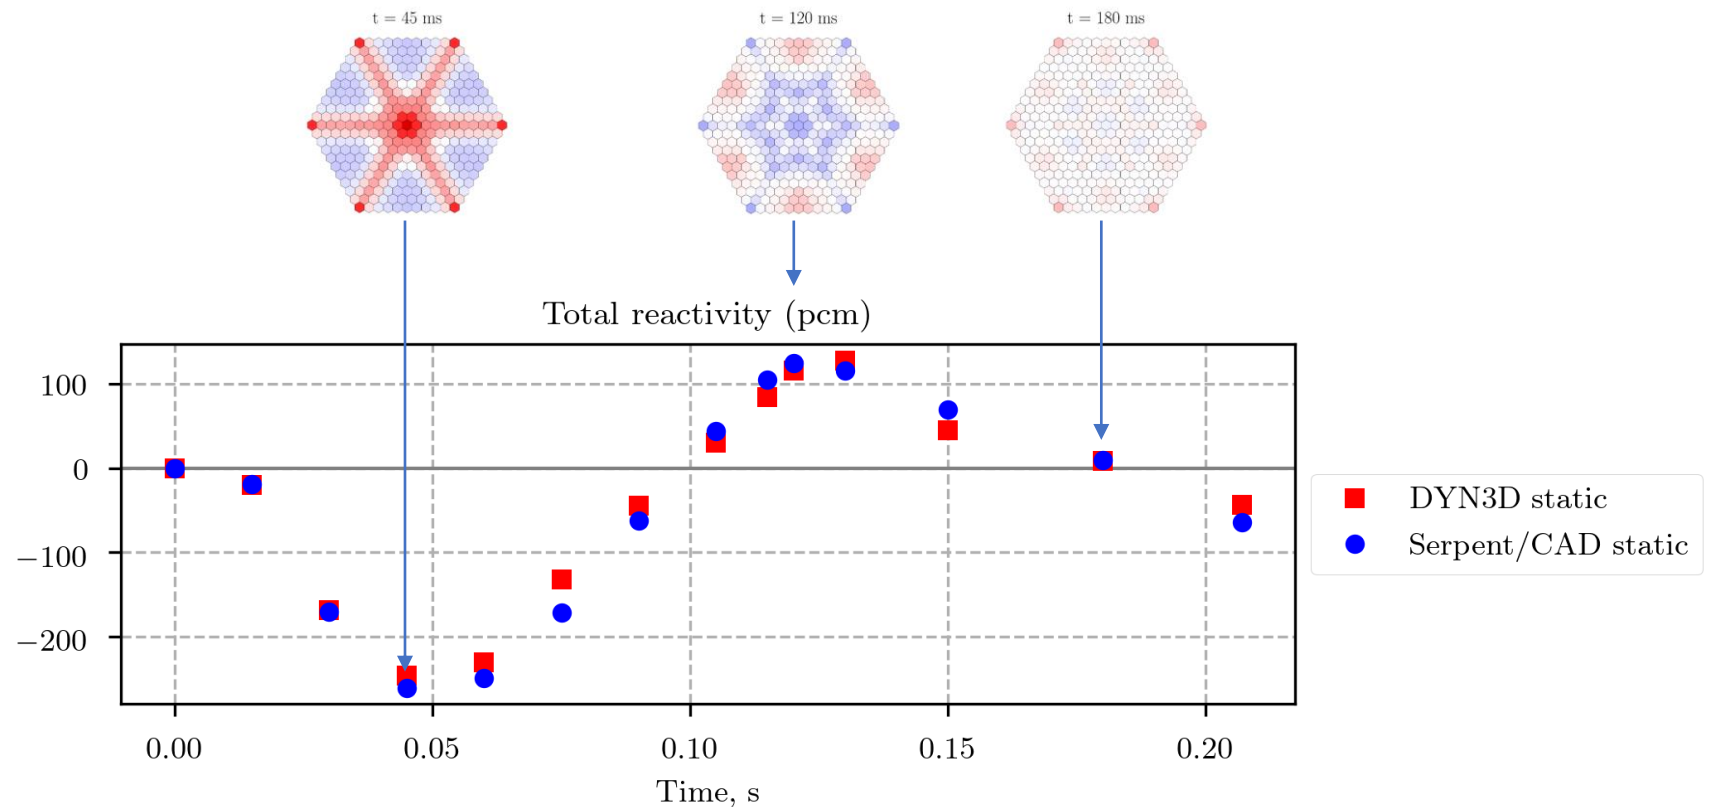 t = 45 ms
t = 120 ms
t = 180 ms
Total reactivity (pcm)
100
0
−100
−200
0.00
0.05
0.10
0.15
0.20
Time, s
DYN3D static
Serpent/CAD static